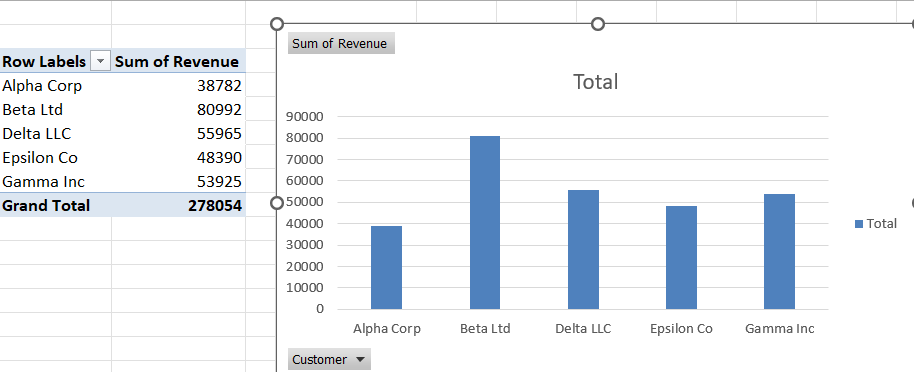 Row Labels Sum of Revenue
Alpha Corp 38782
Beta Ltd 80992
Delta LLC 55965
Epsilon Co 48390
Gamma Inc 53925
Grand Total 278054
Sum of Revenue
Total
90000
80000
70000
60000
50000
40000
30000
20000
10000
0
Alpha Corp Beta Ltd Delta LLC Epsilon Co Gamma Inc
Total
Customer